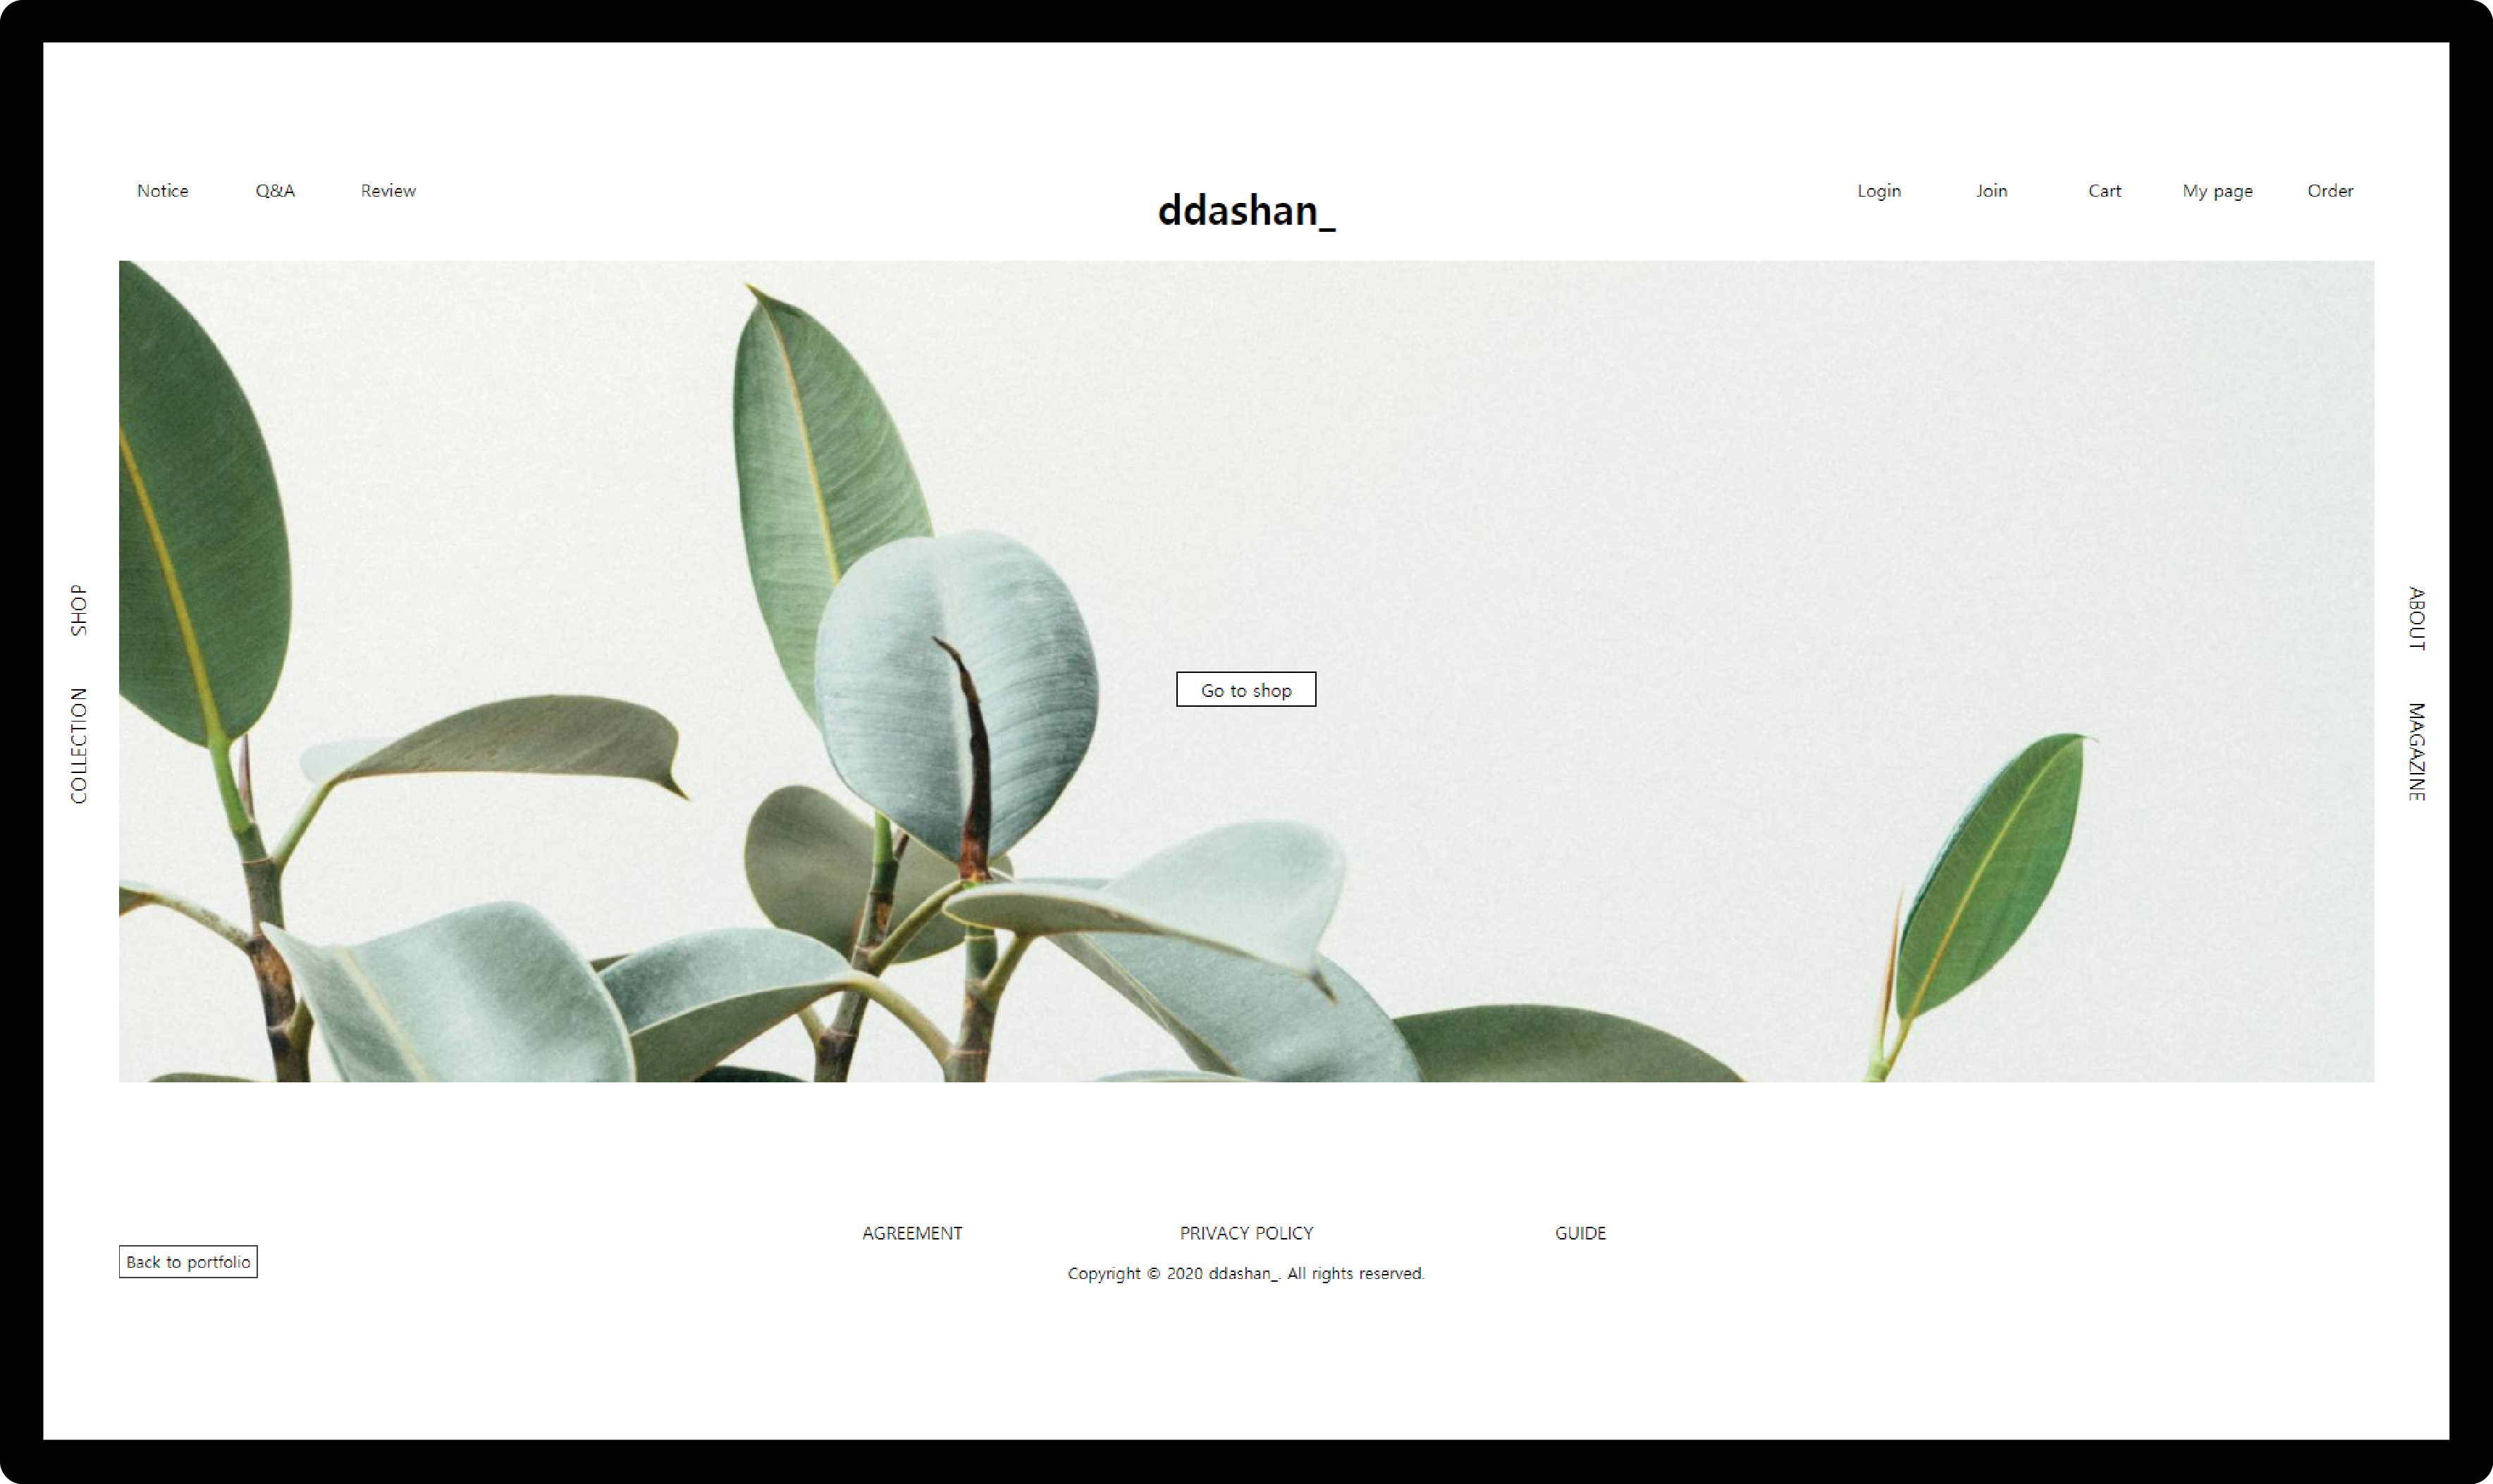 Notice Q&A Review
ddashan_
Login Join Cart My page Order
SHOP
COLLECTION
Go to shop
ABOUT
MAGAZINE
AGREEMENT PRIVACY POLICY GUIDE
Back to portfolio
Copyright © 2020 ddashan_. All rights reserved.